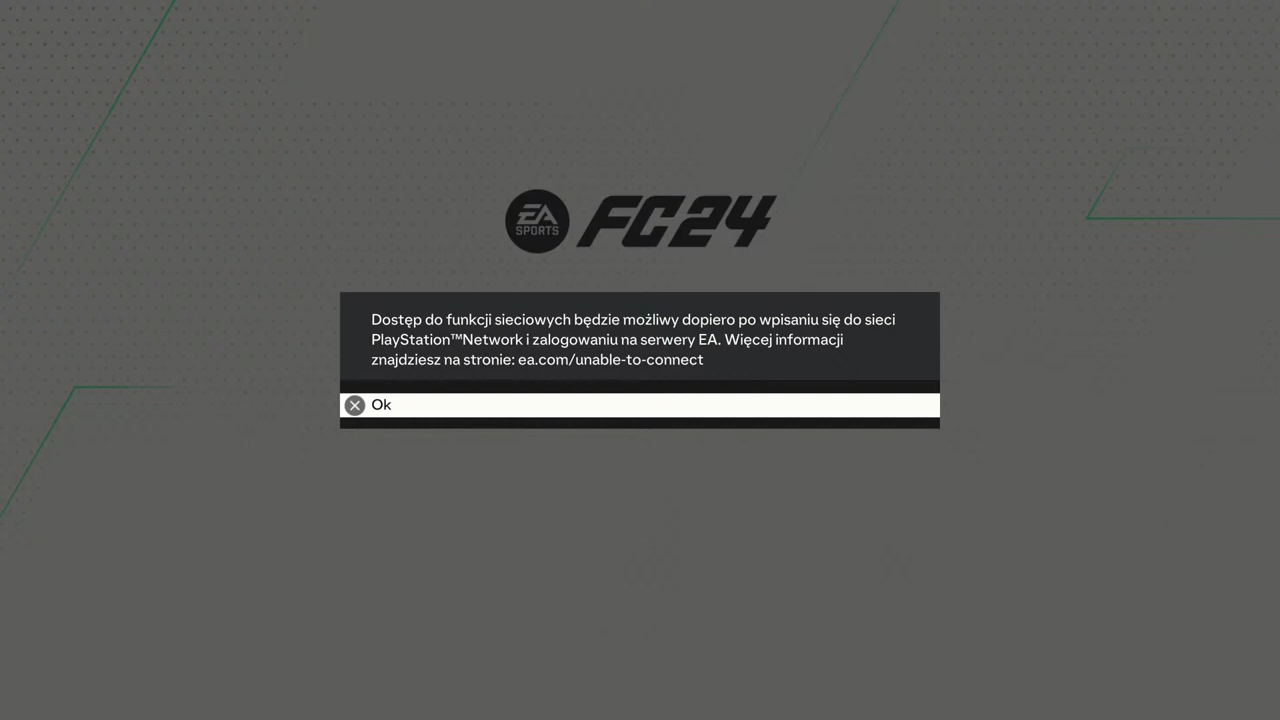 EA
SPORTS
FC24
Dostęp do funkcji sieciowych będzie możliwy dopiero po wpisaniu się do sieci
PlayStation™Network i zalogowaniu na serwery EA. Więcej informacji
znajdziesz na stronie: ea.com/unable-to-connect
Ok